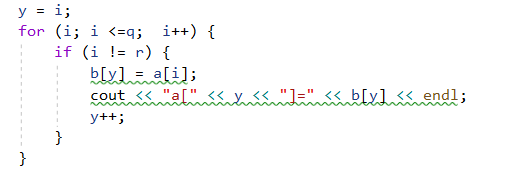 y = i;
for (i; i <=q;  i++) {
    if (i != r) {
        b[y] = a[i];
        cout << "a[" << y << "]=" << b[y] << endl;
        y++;
    }
}